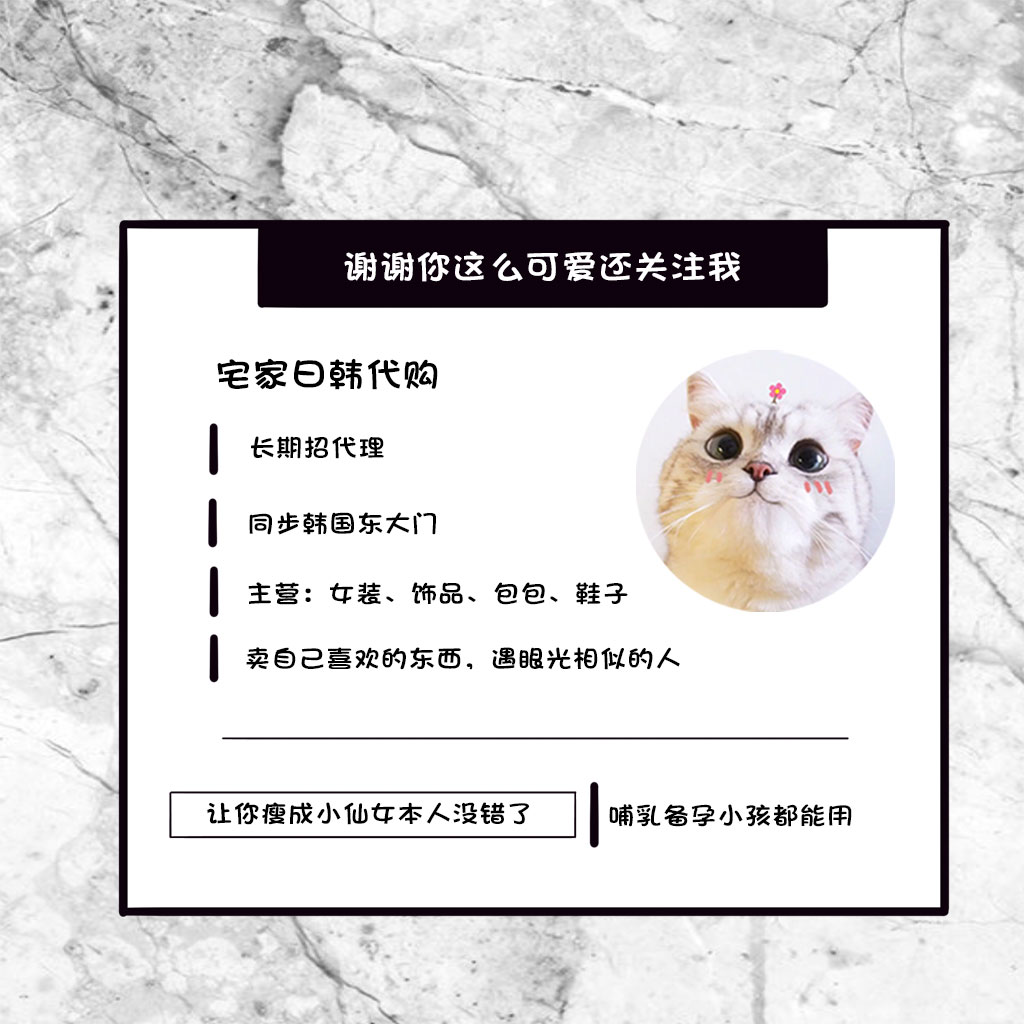 谢谢你这么可爱还关注我
宅家日韩代购
长期招代理
同步韩国东大门
主营：女装、饰品、包包、鞋子
卖自己喜欢的东西，遇眼光相似的人
让你瘦成小仙女本人没错了
哺乳备孕小孩都能用